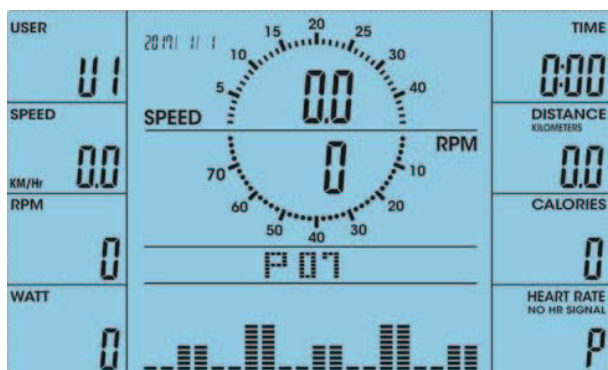 USER
U1
SPEED
KM/Hr 0.0
RPM
0
WATT
0
2017/ 1/ 1
5 10 15 20 25 30 40
0.0
SPEED
RPM
0
10 20 30 40 50 60 70
P 07
TIME
0:00
DISTANCE
KILOMETERS
0.0
CALORIES
0
HEART RATE
NO HR SIGNAL
P